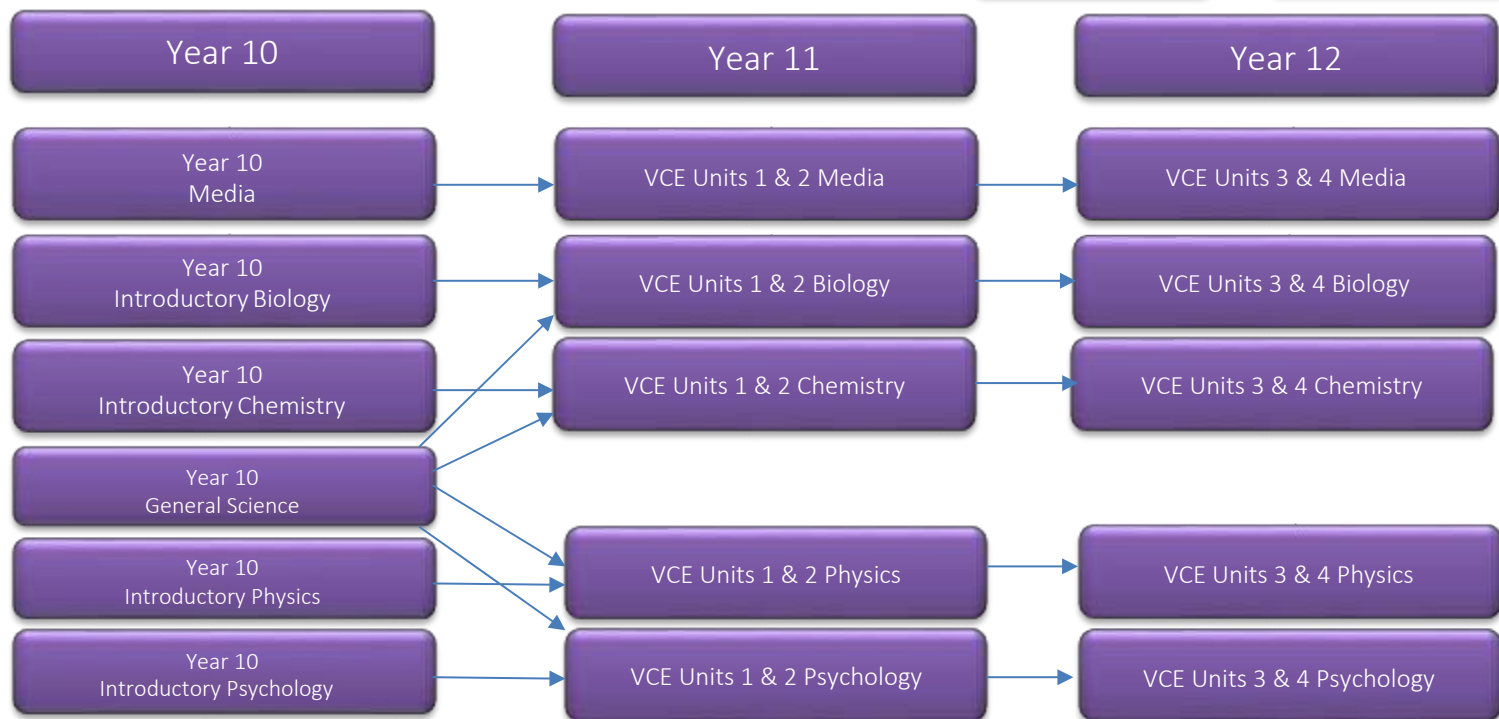 Year 10
Year 11
Year 12
Year 10
Media
VCE Units 1 & 2 Media
VCE Units 3 & 4 Media
Year 10
Introductory Biology
VCE Units 1 & 2 Biology
VCE Units 3 & 4 Biology
Year 10
Introductory Chemistry
VCE Units 1 & 2 Chemistry
VCE Units 3 & 4 Chemistry
Year 10
General Science
Year 10
Introductory Physics
VCE Units 1 & 2 Physics
VCE Units 3 & 4 Physics
Year 10
Introductory Psychology
VCE Units 1 & 2 Psychology
VCE Units 3 & 4 Psychology